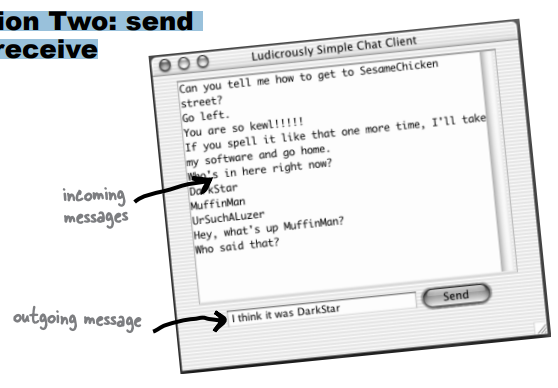 ion Two: send
receive
Ludicrously Simple Chat Client
Can you tell me how to get to SesameChicken
street?
Go left.
You are so kewl!!!!!
If you spell it like that one more time, I'll take
my software and go home.
Who's in here right now?
DarkStar
MuffinMan
UrSuchALuzer
Hey, what's up MuffinMan?
Who said that?
incoming
messages
outgoing message
I think it was DarkStar
Send